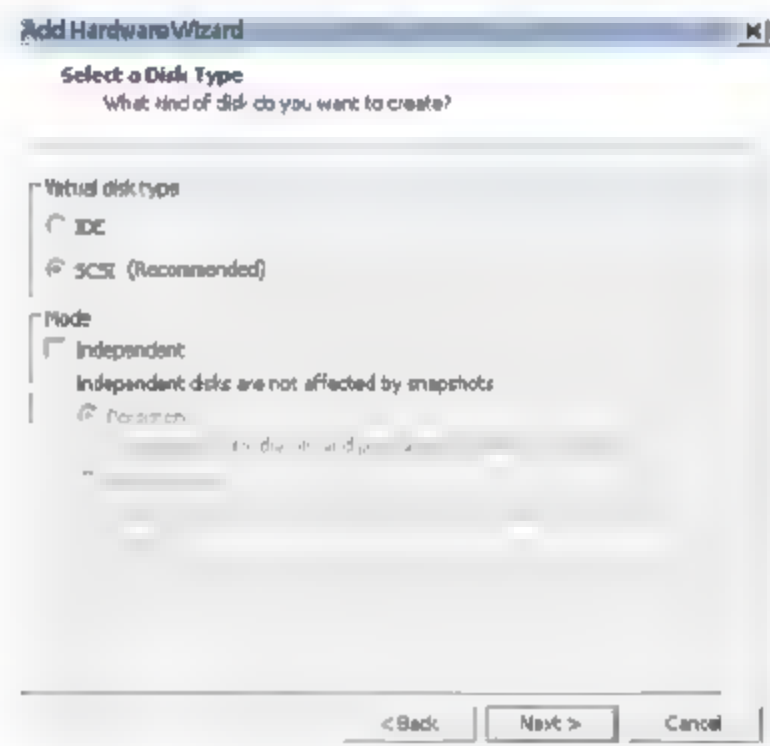 Add Hardware Wizard
Select a Disk Type
What kind of disk do you want to create?
Virtual disk type
IDE
SCSI (Recommended)
Mode
Independent
Independent disks are not affected by snapshots
Persistent
< Back
Next >
Cancel